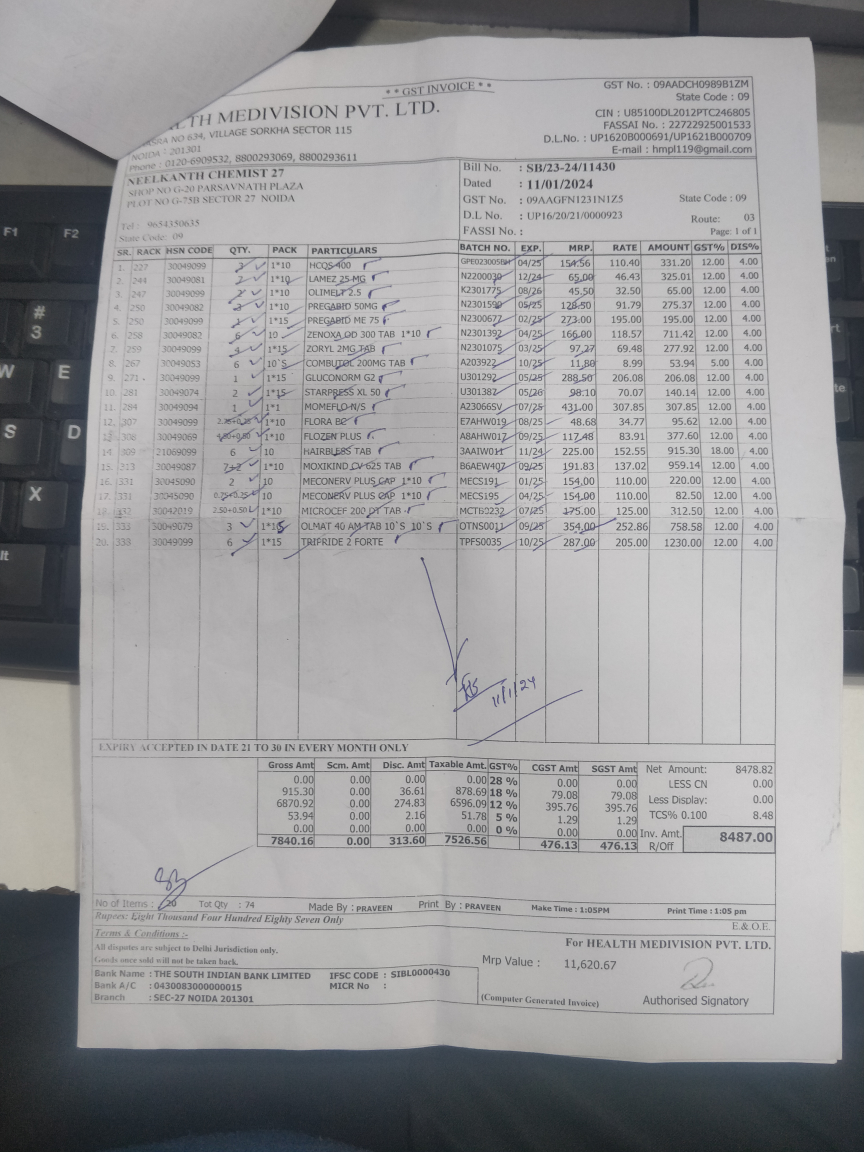 * * GST INVOICE * *
GST No. : 09AADCH0989B1ZM
State Code : 09
LTH MEDIVISION PVT. LTD.
CIN : U85100DL2012PTC246805
NO 634, VILLAGE SORKHA SECTOR 115
FASSAI No. : 22722925001533
NOIDA : 201301
D.L.No. : UP1620B000691/UP1621B000709
Phone : 0120-6909532, 8800293069, 8800293611
E-mail : hmpl119@gmail.com
NEELKANTH CHEMIST 27
SHOP NO G-20 PARSAVNATH PLAZA
PLOT NO G-75B SECTOR 27 NOIDA
Tel : 9654350635
State Code: 09
Bill No. : SB/23-24/11430
Dated : 11/01/2024
GST No. : 09AAGFN1231N1Z5 State Code : 09
D.L No. : UP16/20/21/0000923 Route: 03
FASSI No. : Page: 1 of 1
SR. RACK HSN CODE QTY. PACK PARTICULARS BATCH NO. EXP. MRP. RATE AMOUNT GST% DIS%
1. 227 30049099 1*10 HCQS 400 04/25 154.56 110.40 331.20 12.00 4.00
2. 244 30049081 1*10 LAMEZ 25 MG N2200030 12/24 65.00 46.43 325.01 12.00 4.00
3. 247 30049099 1*10 OLIMELT 2.5 K2301775 08/26 45.50 32.50 65.00 12.00 4.00
4. 250 30049082 1*10 PREGABID 50MG N2301590 05/25 128.50 91.79 275.37 12.00 4.00
5. 250 30049099 1*15 PREGABID ME 75 N2300677 02/25 273.00 195.00 195.00 12.00 4.00
6. 258 30049082 6 10 ZENOXA OD 300 TAB 1*10 N2301392 04/25 166.00 118.57 711.42 12.00 4.00
7. 259 30049099 1*15 ZORYL 2MG TAB N2301075 03/25 97.27 69.48 277.92 12.00 4.00
8. 267 30049053 6 10`S COMBUTOL 200MG TAB A203922 10/25 11.80 8.99 53.94 5.00 4.00
9. 271 30049099 1 1*15 GLUCONORM G2 U301292 05/25 288.50 206.08 206.08 12.00 4.00
10. 281 30049074 2 1*15 STARPRESS XL 50 U301387 05/26 98.10 70.07 140.14 12.00 4.00
11. 284 30049094 1 1*1 MOMEFLO N/S A23066SV 07/25 431.00 307.85 307.85 12.00 4.00
12. 307 30049099 1*10 FLORA BC E7AHW019 08/25 48.68 34.77 95.62 12.00 4.00
13. 308 30049069 1*10 FLOZEN PLUS A8AHW017 09/25 117.48 83.91 377.60 12.00 4.00
14. 309 21069099 6 10 HAIRBLESS TAB 3AAIW011 11/24 225.00 152.55 915.30 18.00 4.00
15. 313 30049087 7+2 1*10 MOXIKIND CV 625 TAB B6AEW407 09/25 191.83 137.02 959.14 12.00 4.00
16. 331 30045090 2 10 MECONERV PLUS CAP 1*10 MECS191 01/25 154.00 110.00 220.00 12.00 4.00
17. 331 30045090 0.75+0.25 10 MECONERV PLUS CAP 1*10 MECS195 04/25 154.00 110.00 82.50 12.00 4.00
18. 332 30042019 2.50+0.50 1*10 MICROCEF 200 DT TAB MCTB0232 07/25 175.00 125.00 312.50 12.00 4.00
19. 333 30049079 3 1*15 OLMAT 40 AM TAB 10`S 10`S OTNS0011 09/25 354.00 252.86 758.58 12.00 4.00
20. 333 30049099 6 1*15 TRIPRIDE 2 FORTE TPFS0035 10/25 287.00 205.00 1230.00 12.00 4.00
11/1/24
EXPIRY ACCEPTED IN DATE 21 TO 30 IN EVERY MONTH ONLY
Gross Amt Scm. Amt Disc. Amt Taxable Amt. GST% CGST Amt SGST Amt
0.00 0.00 0.00 0.00 28 % 0.00 0.00
915.30 0.00 36.61 878.69 18 % 79.08 79.08
6870.92 0.00 274.83 6596.09 12 % 395.76 395.76
53.94 0.00 2.16 51.78 5 % 1.29 1.29
0.00 0.00 0.00 0.00 0 % 0.00 0.00
7840.16 0.00 313.60 7526.56 476.13 476.13
Net Amount: 8478.82
LESS CN 0.00
Less Display: 0.00
TCS% 0.100 8.48
Inv. Amt. R/Off 8487.00
No of Items : 20 Tot Qty : 74 Made By : PRAVEEN Print By : PRAVEEN Make Time : 1:05PM Print Time : 1:05 pm
Rupees: Eight Thousand Four Hundred Eighty Seven Only
E.& O.E.
Terms & Conditions :-
All disputes are subject to Delhi Jurisdiction only.
Goods once sold will not be taken back.
For HEALTH MEDIVISION PVT. LTD.
Mrp Value : 11,620.67
Bank Name : THE SOUTH INDIAN BANK LIMITED IFSC CODE : SIBL0000430
Bank A/C : 0430083000000015 MICR No :
Branch : SEC-27 NOIDA 201301
(Computer Generated Invoice)
Authorised Signatory
F1
F2
#
3
W
E
S
D
X
lt